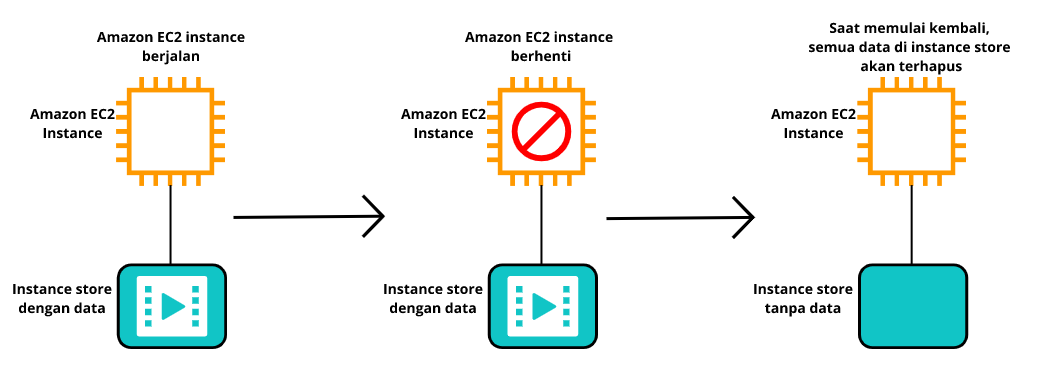 Amazon EC2 instance
berjalan
Amazon EC2
Instance
Instance store
dengan data
Amazon EC2 instance
berhenti
Amazon EC2
Instance
Instance store
dengan data
Saat memulai kembali,
semua data di instance store
akan terhapus
Amazon EC2
Instance
Instance store
tanpa data